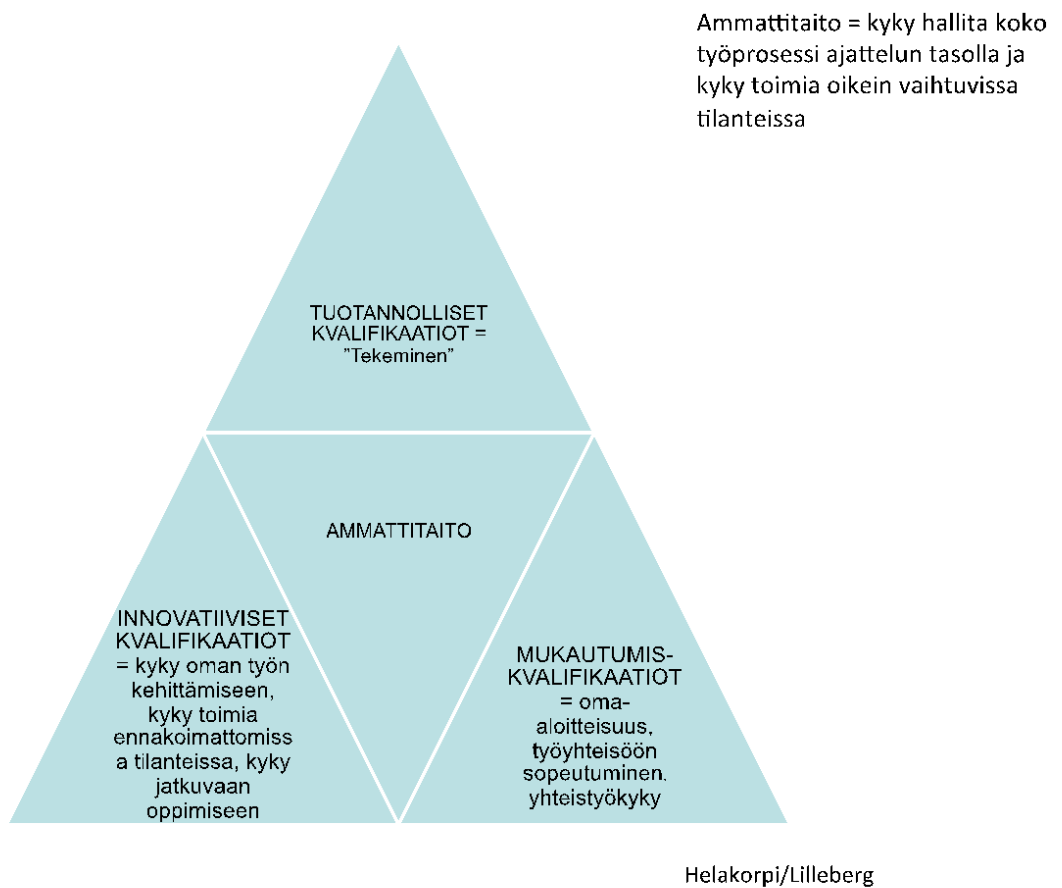 Ammattitaito = kyky hallita koko
työprosessi ajattelun tasolla ja
kyky toimia oikein vaihtuvissa
tilanteissa
TUOTANNOLLISET
KVALIFIKAATIOT =
”Tekeminen”
AMMATTITAITO
INNOVATIIVISET
KVALIFIKAATIOT
= kyky oman työn
kehittämiseen,
kyky toimia
ennakoimattomiss
a tilanteissa, kyky
jatkuvaan
oppimiseen
MUKAUTUMIS-
KVALIFIKAATIOT
= oma-
aloitteisuus,
työyhteisöön
sopeutuminen,
yhteistyökyky
Helakorpi/Lilleberg